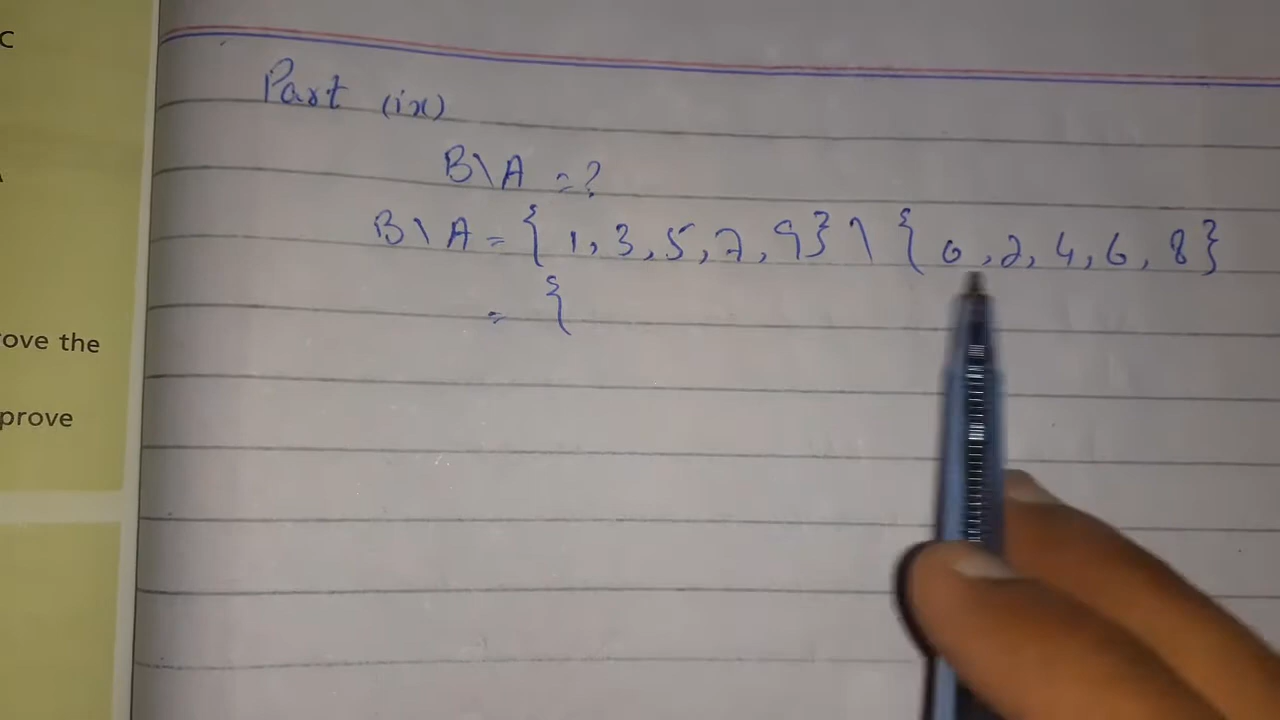 C
Part (ix)
B\A = ?
B\A = {1, 3, 5, 7, 9} \ {0, 2, 4, 6, 8}
= {
ove the
prove